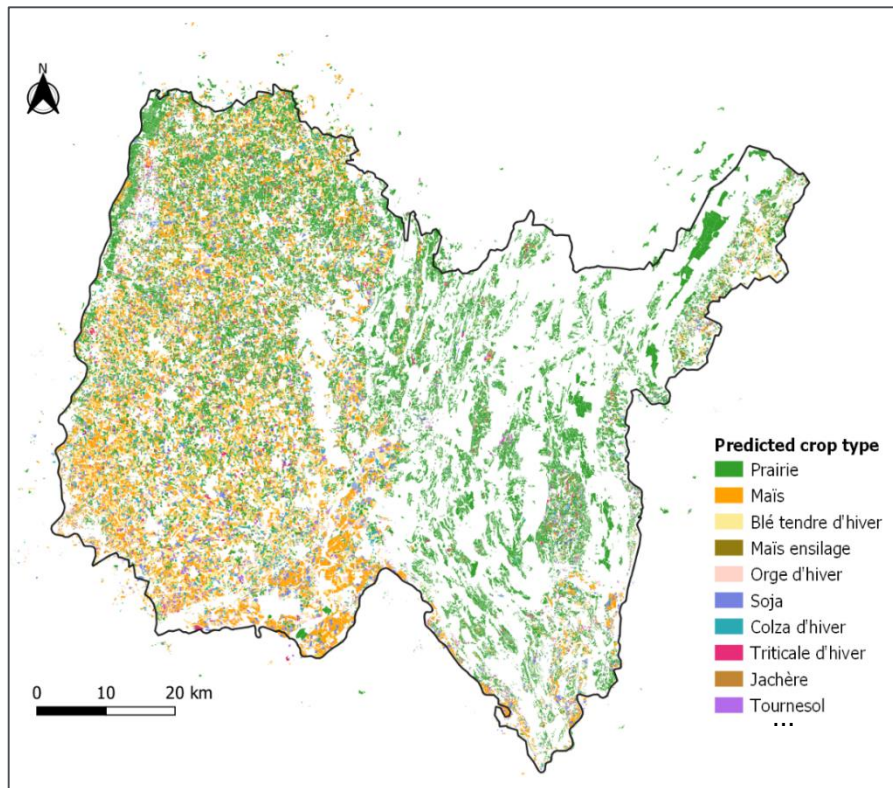 N
Predicted crop type
Prairie
Maïs
Blé tendre d'hiver
Maïs ensilage
Orge d'hiver
Soja
Colza d'hiver
Triticale d'hiver
Jachère
Tournesol
...
0 10 20 km